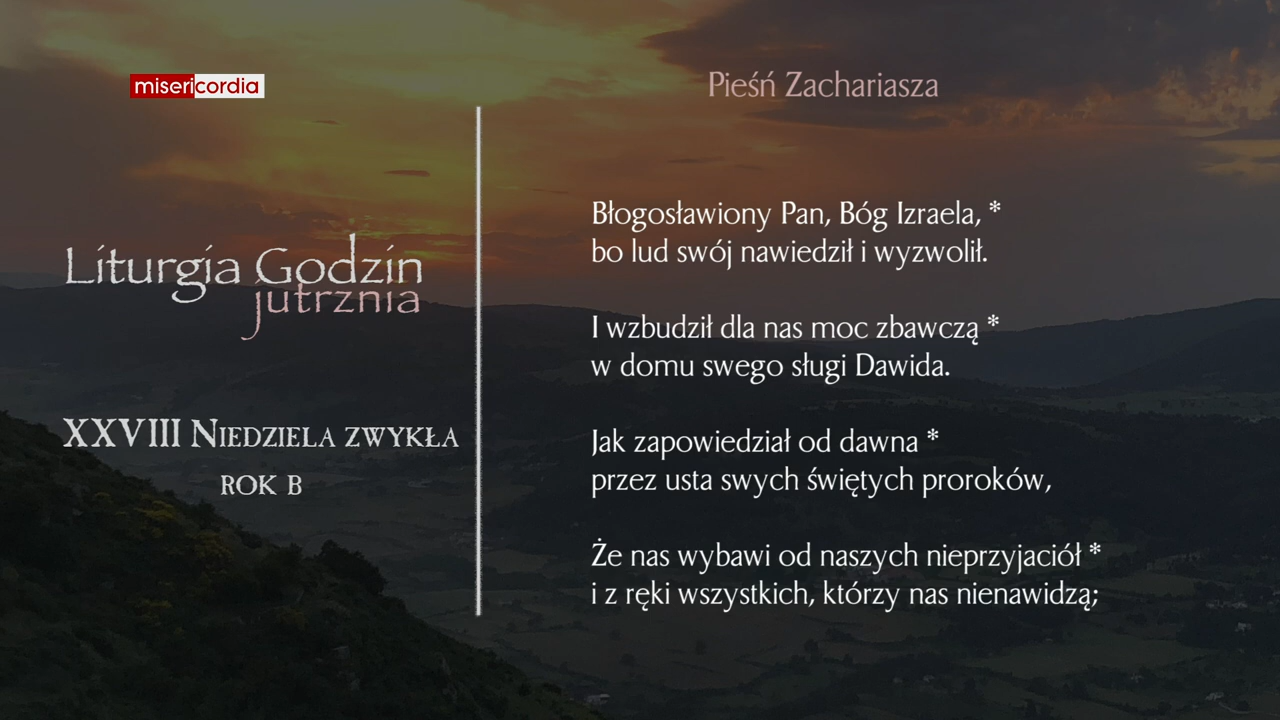 misericordia
Liturgia Godzin
jutrznia
XXVIII Niedziela zwykła
rok B
Pieśń Zachariasza
Błogosławiony Pan, Bóg Izraela, *
bo lud swój nawiedził i wyzwolił.
I wzbudził dla nas moc zbawczą *
w domu swego sługi Dawida.
Jak zapowiedział od dawna *
przez usta swych świętych proroków,
Że nas wybawi od naszych nieprzyjaciół *
i z ręki wszystkich, którzy nas nienawidzą;